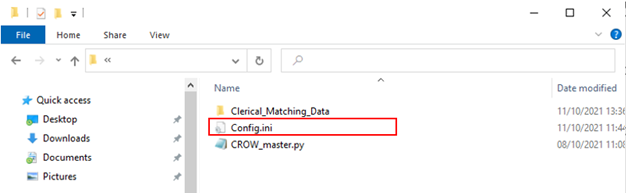 File Home Share View
«
Name Date modified
Quick access
Desktop
Downloads
Documents
Pictures
Clerical_Matching_Data 11/10/2021 13:36
Config.ini 11/10/2021 11:44
CROW_master.py 08/10/2021 11:08